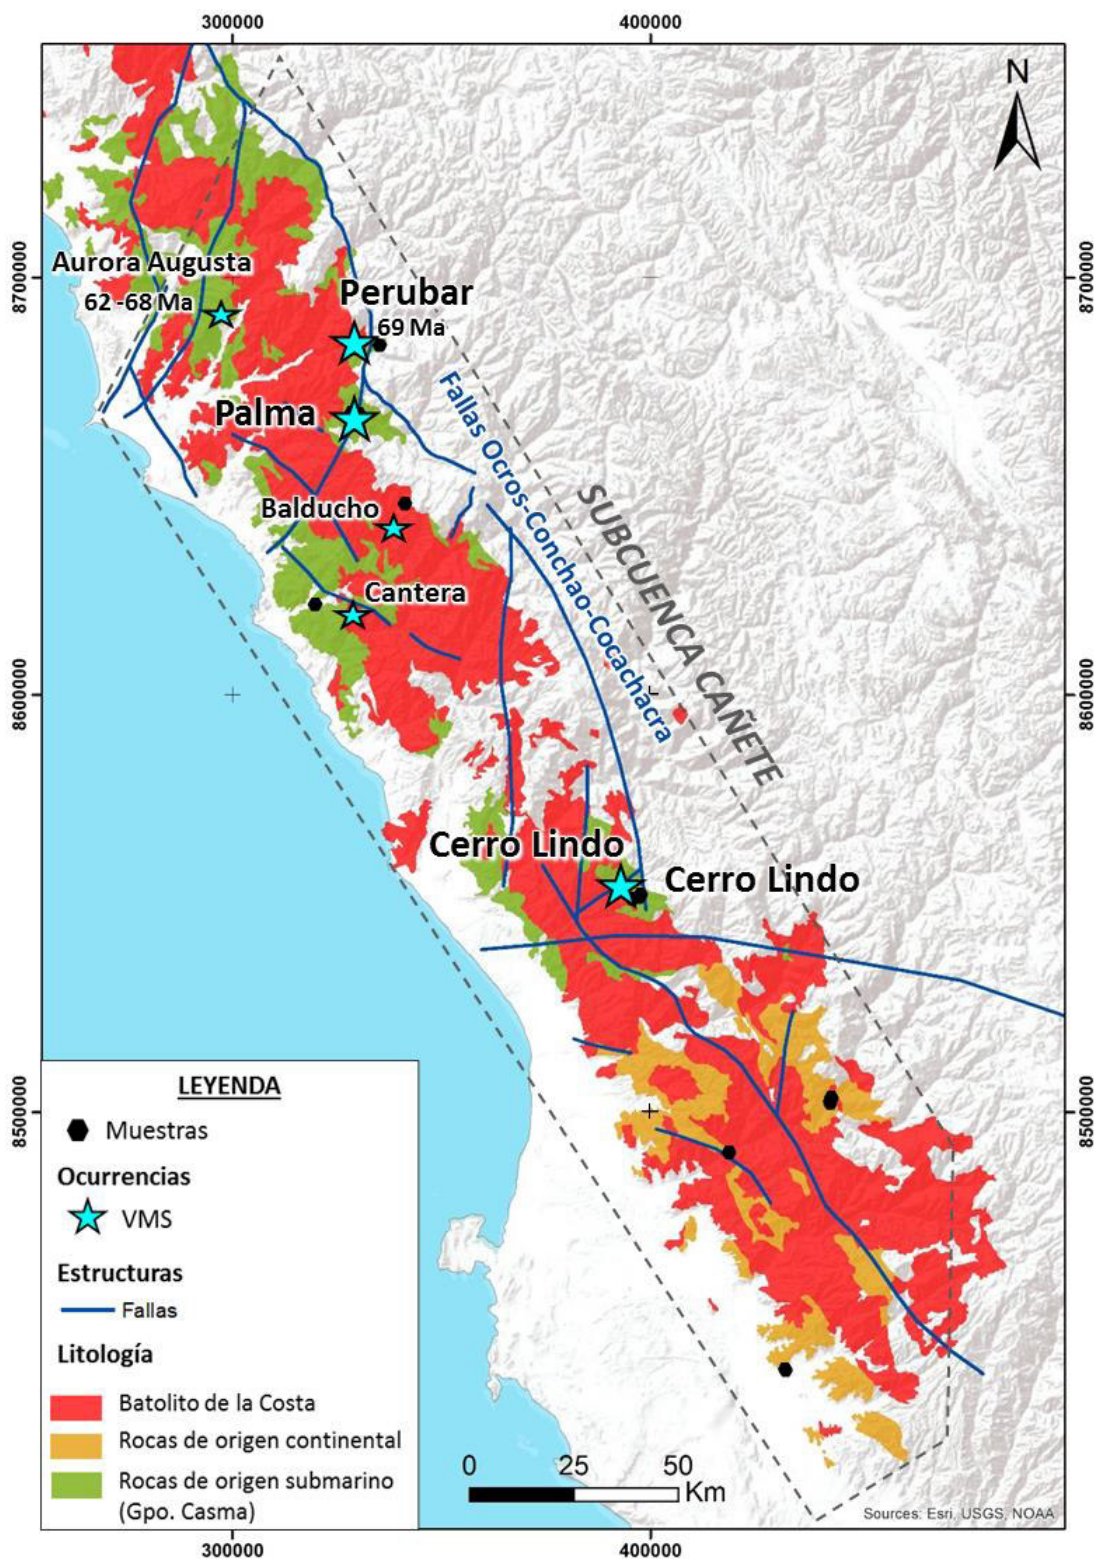 300000
400000
N
8700000
8700000
Aurora Augusta
62 -68 Ma
Perubar
69 Ma
Palma
Fallas Ocros-Conchao-Cocachacra
SUBCUENCA CAÑETE
Balducho
Cantera
8600000
8600000
Cerro Lindo
Cerro Lindo
8500000
8500000
LEYENDA
Muestras
Ocurrencias
VMS
Estructuras
Fallas
Litología
Batolito de la Costa
Rocas de origen continental
Rocas de origen submarino
(Gpo. Casma)
0 25 50
Km
Sources: Esri, USGS, NOAA
300000
400000